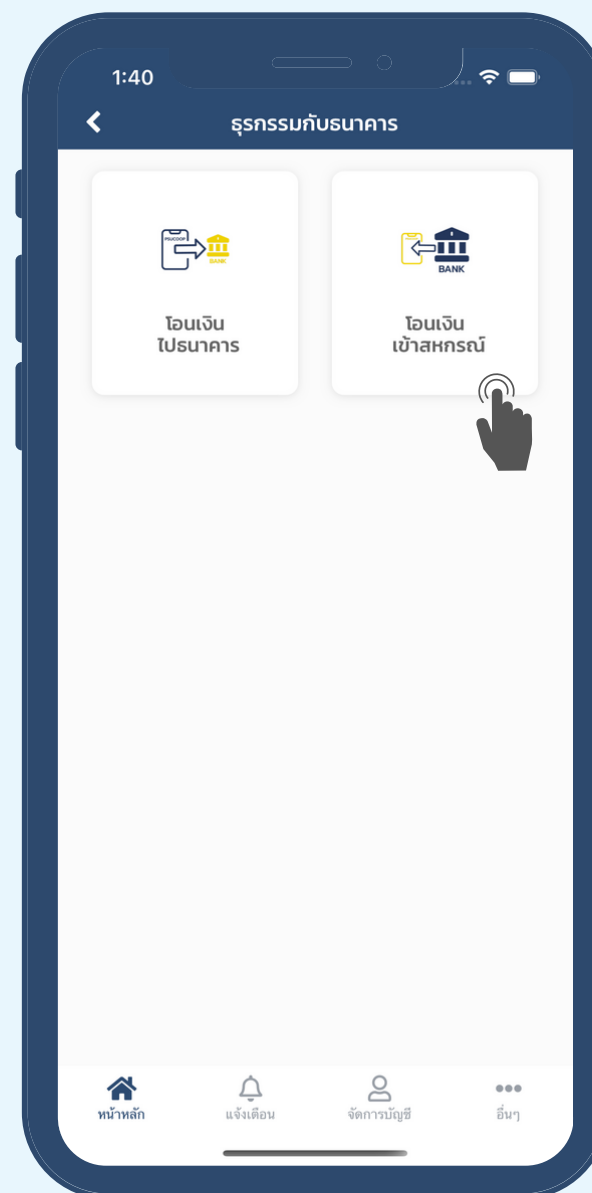 1:40
ธุรกรรมกับธนาคาร
PSUCOOP
BANK
BANK
โอนเงิน
ไปธนาคาร
โอนเงิน
เข้าสหกรณ์
หน้าหลัก
แจ้งเตือน
จัดการบัญชี
อื่นๆ